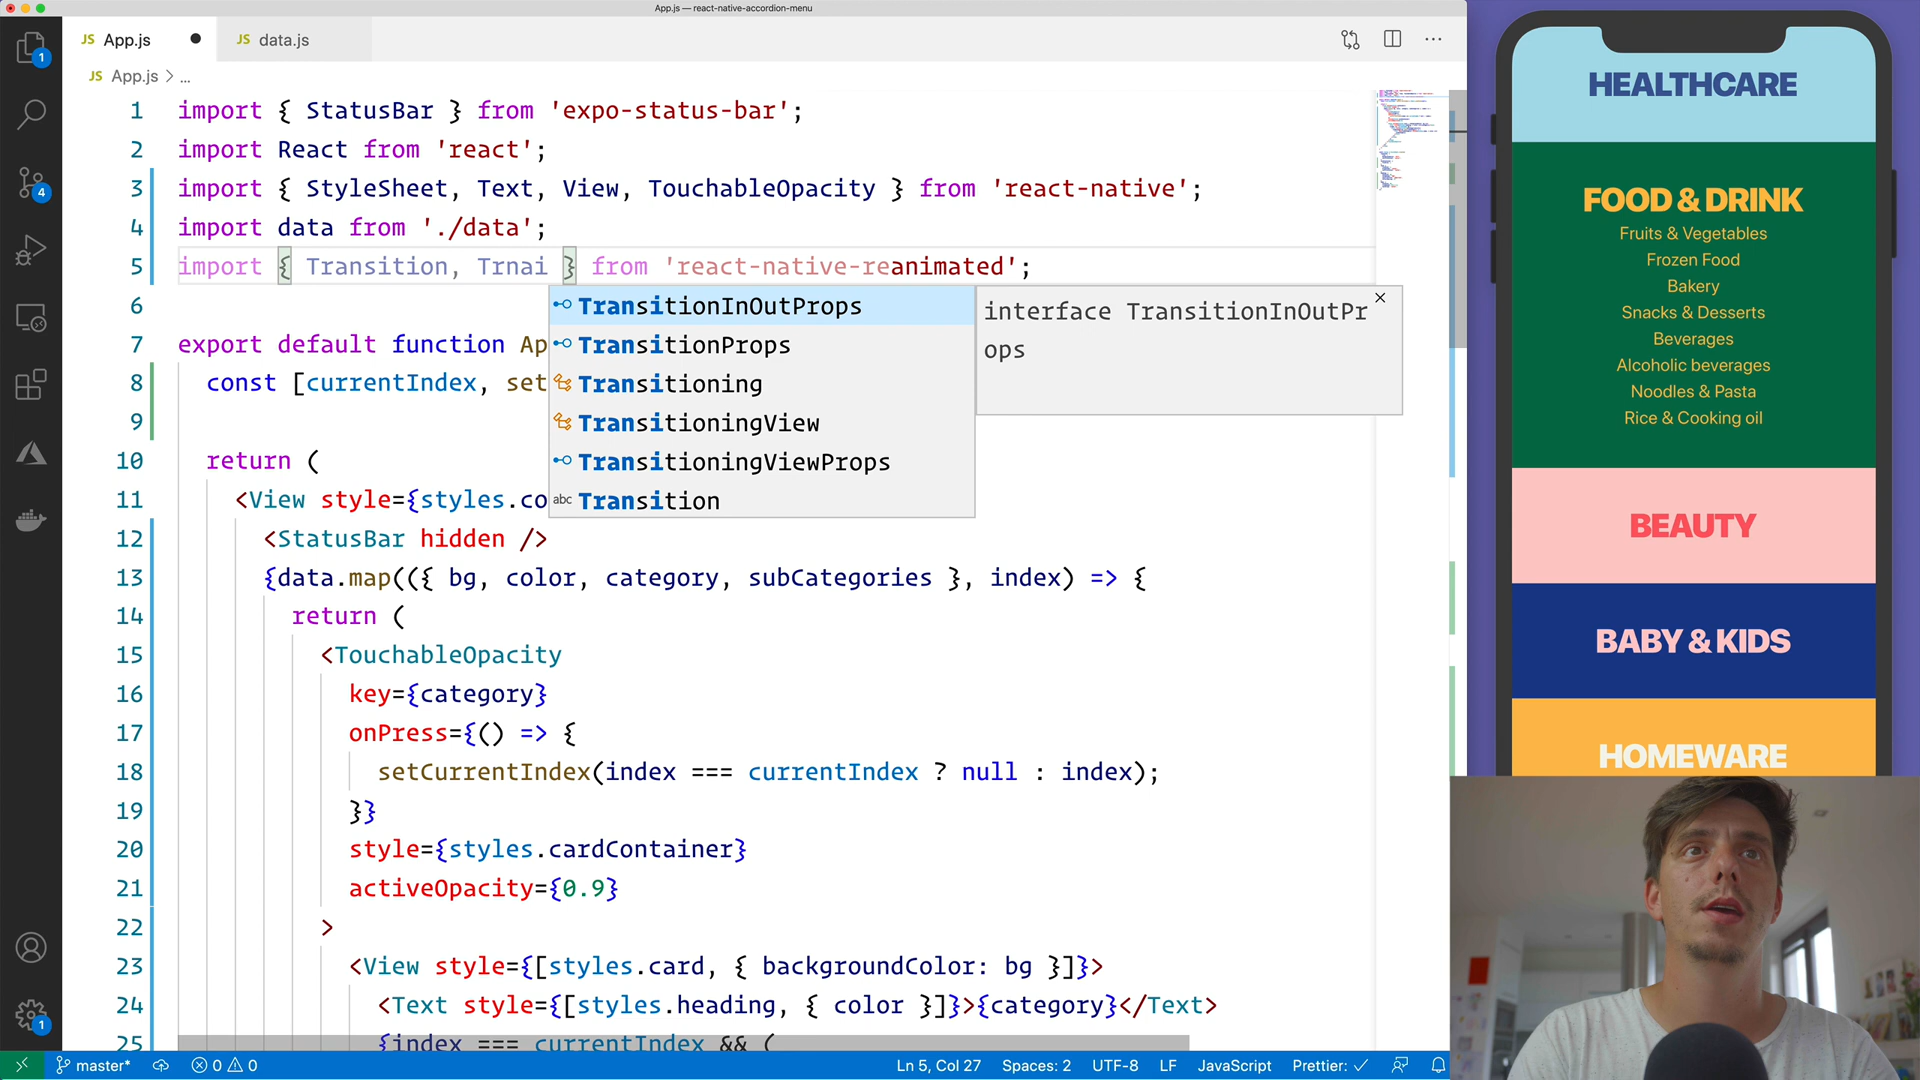 App.js — react-native-accordion-menu
JS App.js
JS data.js
JS App.js > ...
1 import { StatusBar } from 'expo-status-bar';
2 import React from 'react';
3 import { StyleSheet, Text, View, TouchableOpacity } from 'react-native';
4 import data from './data';
5 import { Transition, Trnai } from 'react-native-reanimated';
6
7 export default function Ap
8 const [currentIndex, set
9
10 return (
11 <View style={styles.co
12 <StatusBar hidden />
13 {data.map(({ bg, color, category, subCategories }, index) => {
14 return (
15 <TouchableOpacity
16 key={category}
17 onPress={() => {
18 setCurrentIndex(index === currentIndex ? null : index);
19 }}
20 style={styles.cardContainer}
21 activeOpacity={0.9}
22 >
23 <View style={[styles.card, { backgroundColor: bg }]}>
24 <Text style={[styles.heading, { color }]}>{category}</Text>
25 {index === currentIndex && (
TransitionInOutProps
TransitionProps
Transitioning
TransitioningView
TransitioningViewProps
abc Transition
interface TransitionInOutPr
ops
1
4
1
master*
0 0
Ln 5, Col 27
Spaces: 2
UTF-8
LF
JavaScript
Prettier: ✓
HEALTHCARE
FOOD & DRINK
Fruits & Vegetables
Frozen Food
Bakery
Snacks & Desserts
Beverages
Alcoholic beverages
Noodles & Pasta
Rice & Cooking oil
BEAUTY
BABY & KIDS
HOMEWARE